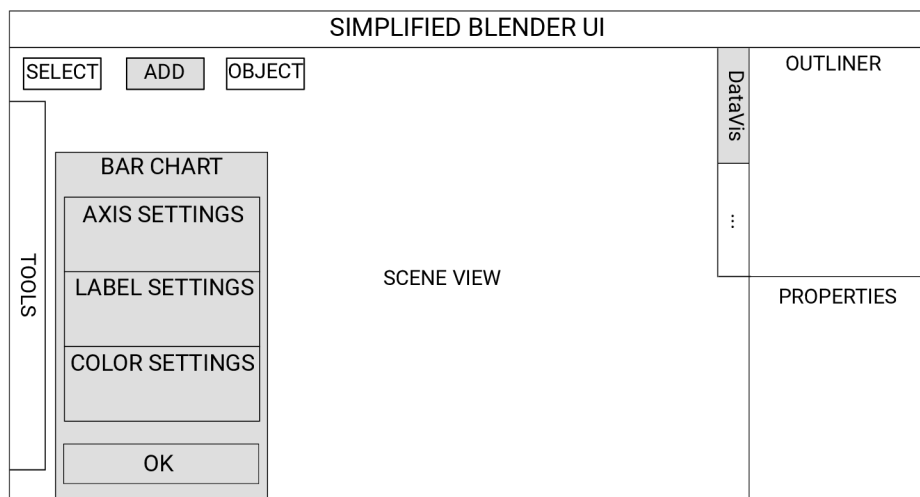 SIMPLIFIED BLENDER UI
SELECT
ADD
OBJECT
DataVis
OUTLINER
BAR CHART
AXIS SETTINGS
...
TOOLS
SCENE VIEW
LABEL SETTINGS
PROPERTIES
COLOR SETTINGS
OK